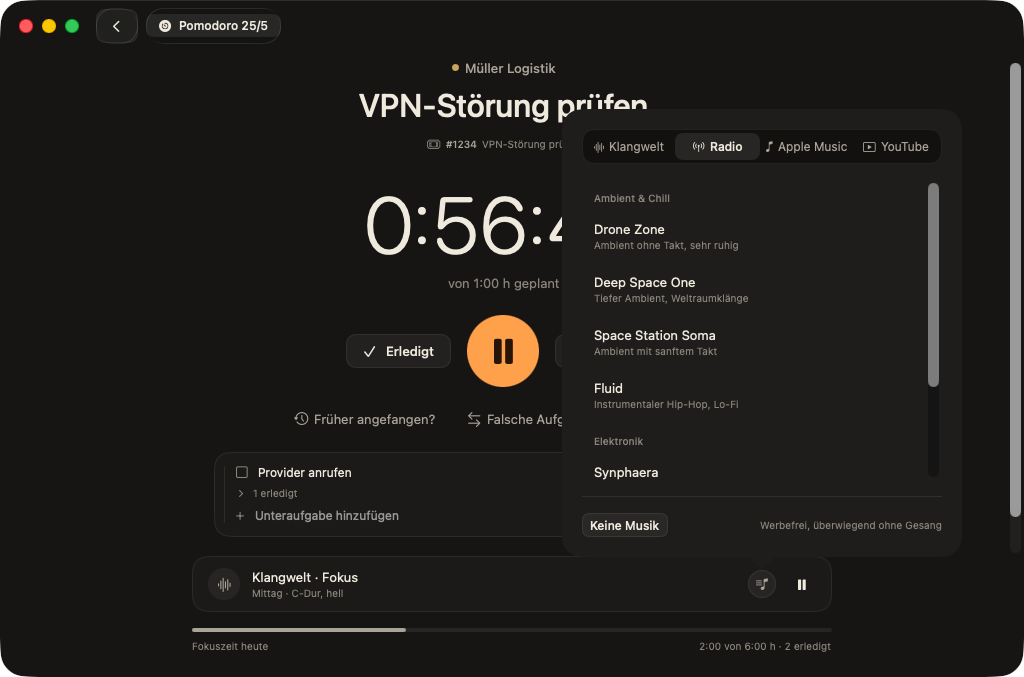 Pomodoro 25/5
Müller Logistik
VPN-Störung prüfen
#1234 VPN-Störung
0:56:
von 1:00 h geplant
Erledigt
Früher angefangen?
Falsche
Provider anrufen
1 erledigt
Unteraufgabe hinzufügen
Klangwelt
Radio
Apple Music
YouTube
Ambient & Chill
Drone Zone
Ambient ohne Takt, sehr ruhig
Deep Space One
Tiefer Ambient, Weltraumklänge
Space Station Soma
Ambient mit sanftem Takt
Fluid
Instrumentaler Hip-Hop, Lo-Fi
Elektronik
Synphaera
Keine Musik
Werbefrei, überwiegend ohne Gesang
Klangwelt · Fokus
Mittag · C-Dur, hell
Fokuszeit heute
2:00 von 6:00 h · 2 erledigt